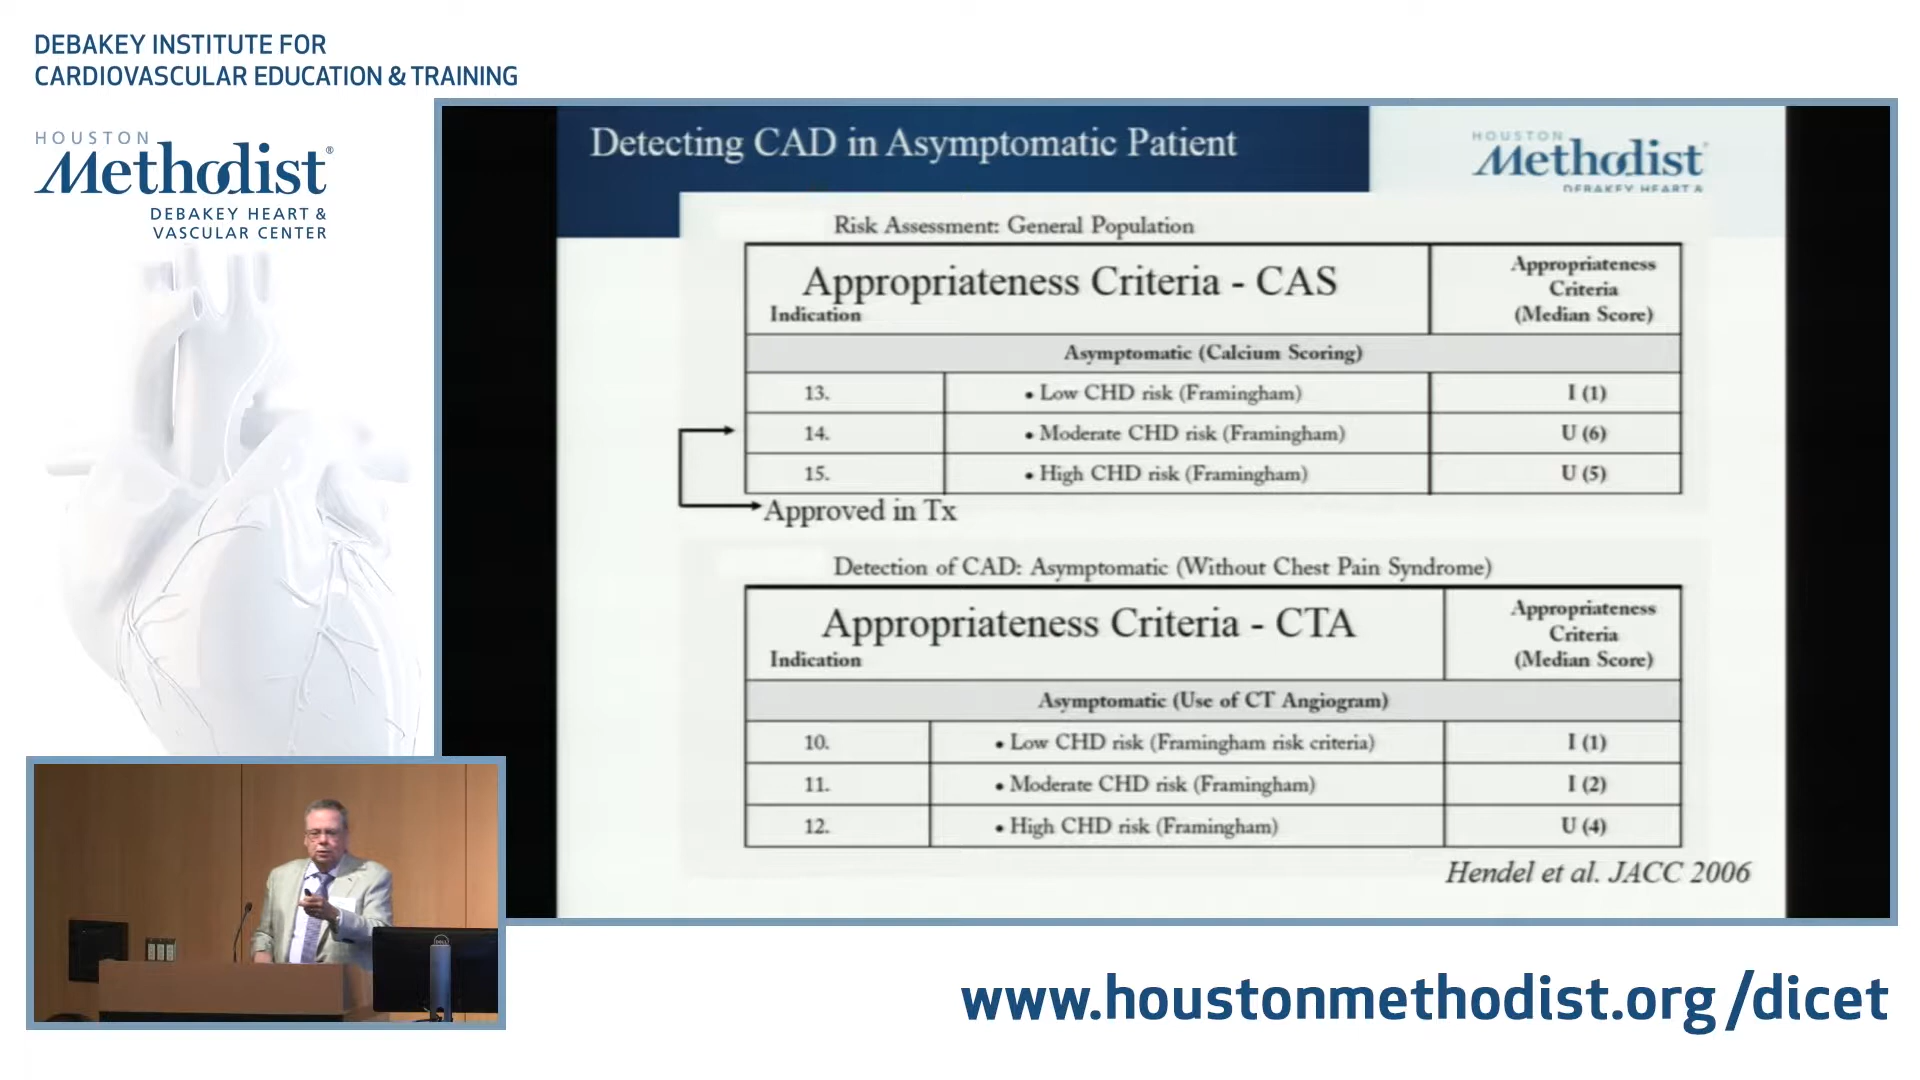 DEBAKEY INSTITUTE FOR
CARDIOVASCULAR EDUCATION & TRAINING
HOUSTON
Methodist®
DEBAKEY HEART &
VASCULAR CENTER
Detecting CAD in Asymptomatic Patient
HOUSTON
Methodist
DEBAKEY HEART &
Risk Assessment: General Population
Appropriateness Criteria - CAS
Indication
Appropriateness
Criteria
(Median Score)
Asymptomatic (Calcium Scoring)
13. • Low CHD risk (Framingham) I (1)
14. • Moderate CHD risk (Framingham) U (6)
15. • High CHD risk (Framingham) U (5)
Approved in Tx
Detection of CAD: Asymptomatic (Without Chest Pain Syndrome)
Appropriateness Criteria - CTA
Indication
Appropriateness
Criteria
(Median Score)
Asymptomatic (Use of CT Angiogram)
10. • Low CHD risk (Framingham risk criteria) I (1)
11. • Moderate CHD risk (Framingham) I (2)
12. • High CHD risk (Framingham) U (4)
Hendel et al. JACC 2006
DELL
www.houstonmethodist.org/dicet